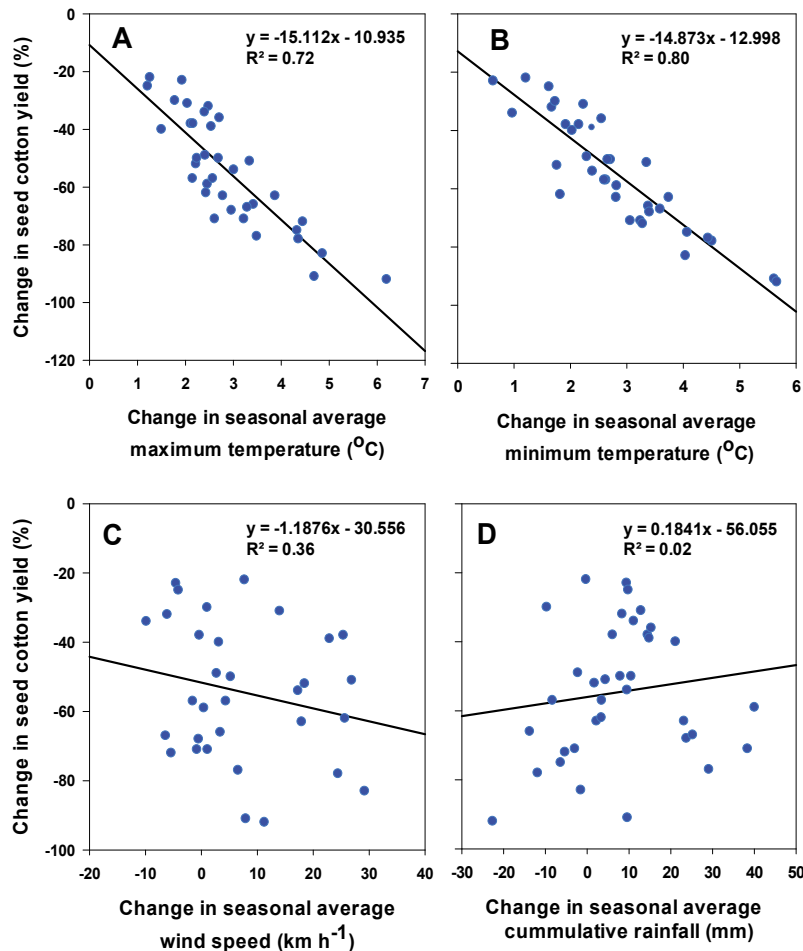 A
y = -15.112x - 10.935
R² = 0.72
Change in seed cotton yield (%)
0
-20
-40
-60
-80
-100
-120
0 1 2 3 4 5 6 7
Change in seasonal average
maximum temperature (⁰C)
B
y = -14.873x - 12.998
R² = 0.80
0 1 2 3 4 5 6
Change in seasonal average
minimum temperature (⁰C)
C
y = -1.1876x - 30.556
R² = 0.36
Change in seed cotton yield (%)
0
-20
-40
-60
-80
-100
-20 -10 0 10 20 30 40
Change in seasonal average
wind speed (km h⁻¹)
D
y = 0.1841x - 56.055
R² = 0.02
-30 -20 -10 0 10 20 30 40 50
Change in seasonal average
cummulative rainfall (mm)